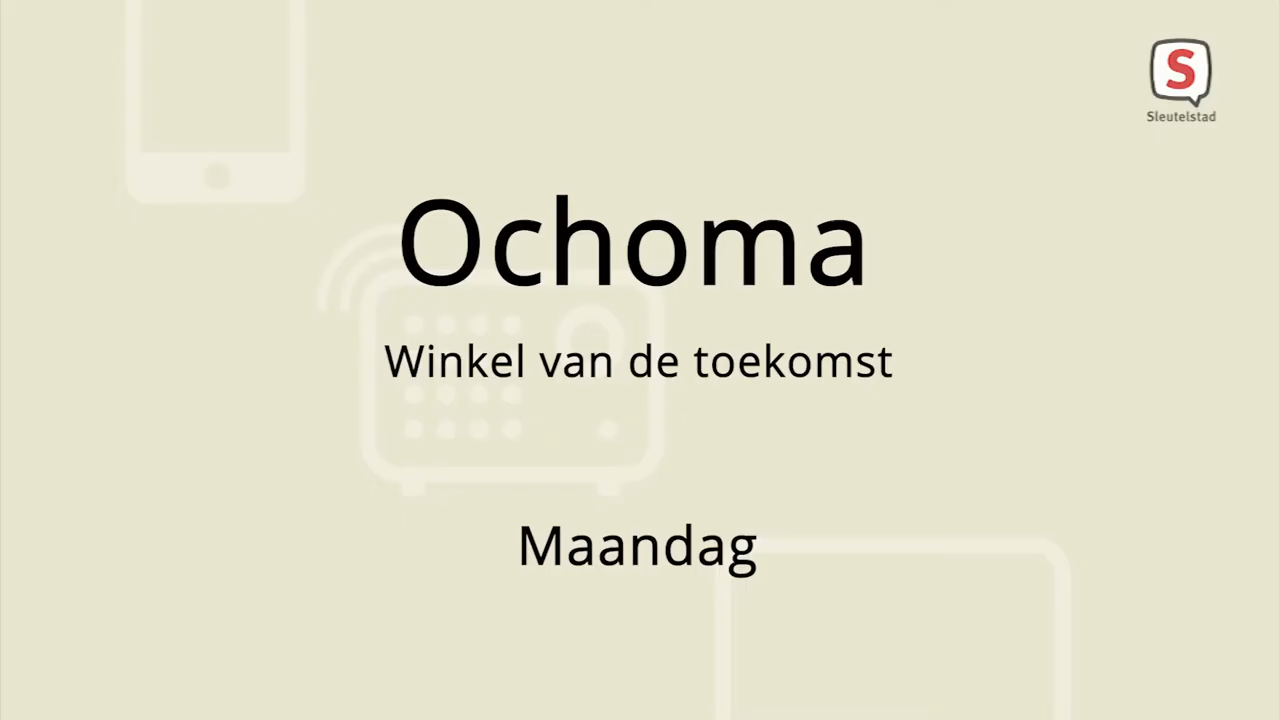 S
Sleutelstad
Ochoma
Winkel van de toekomst
Maandag